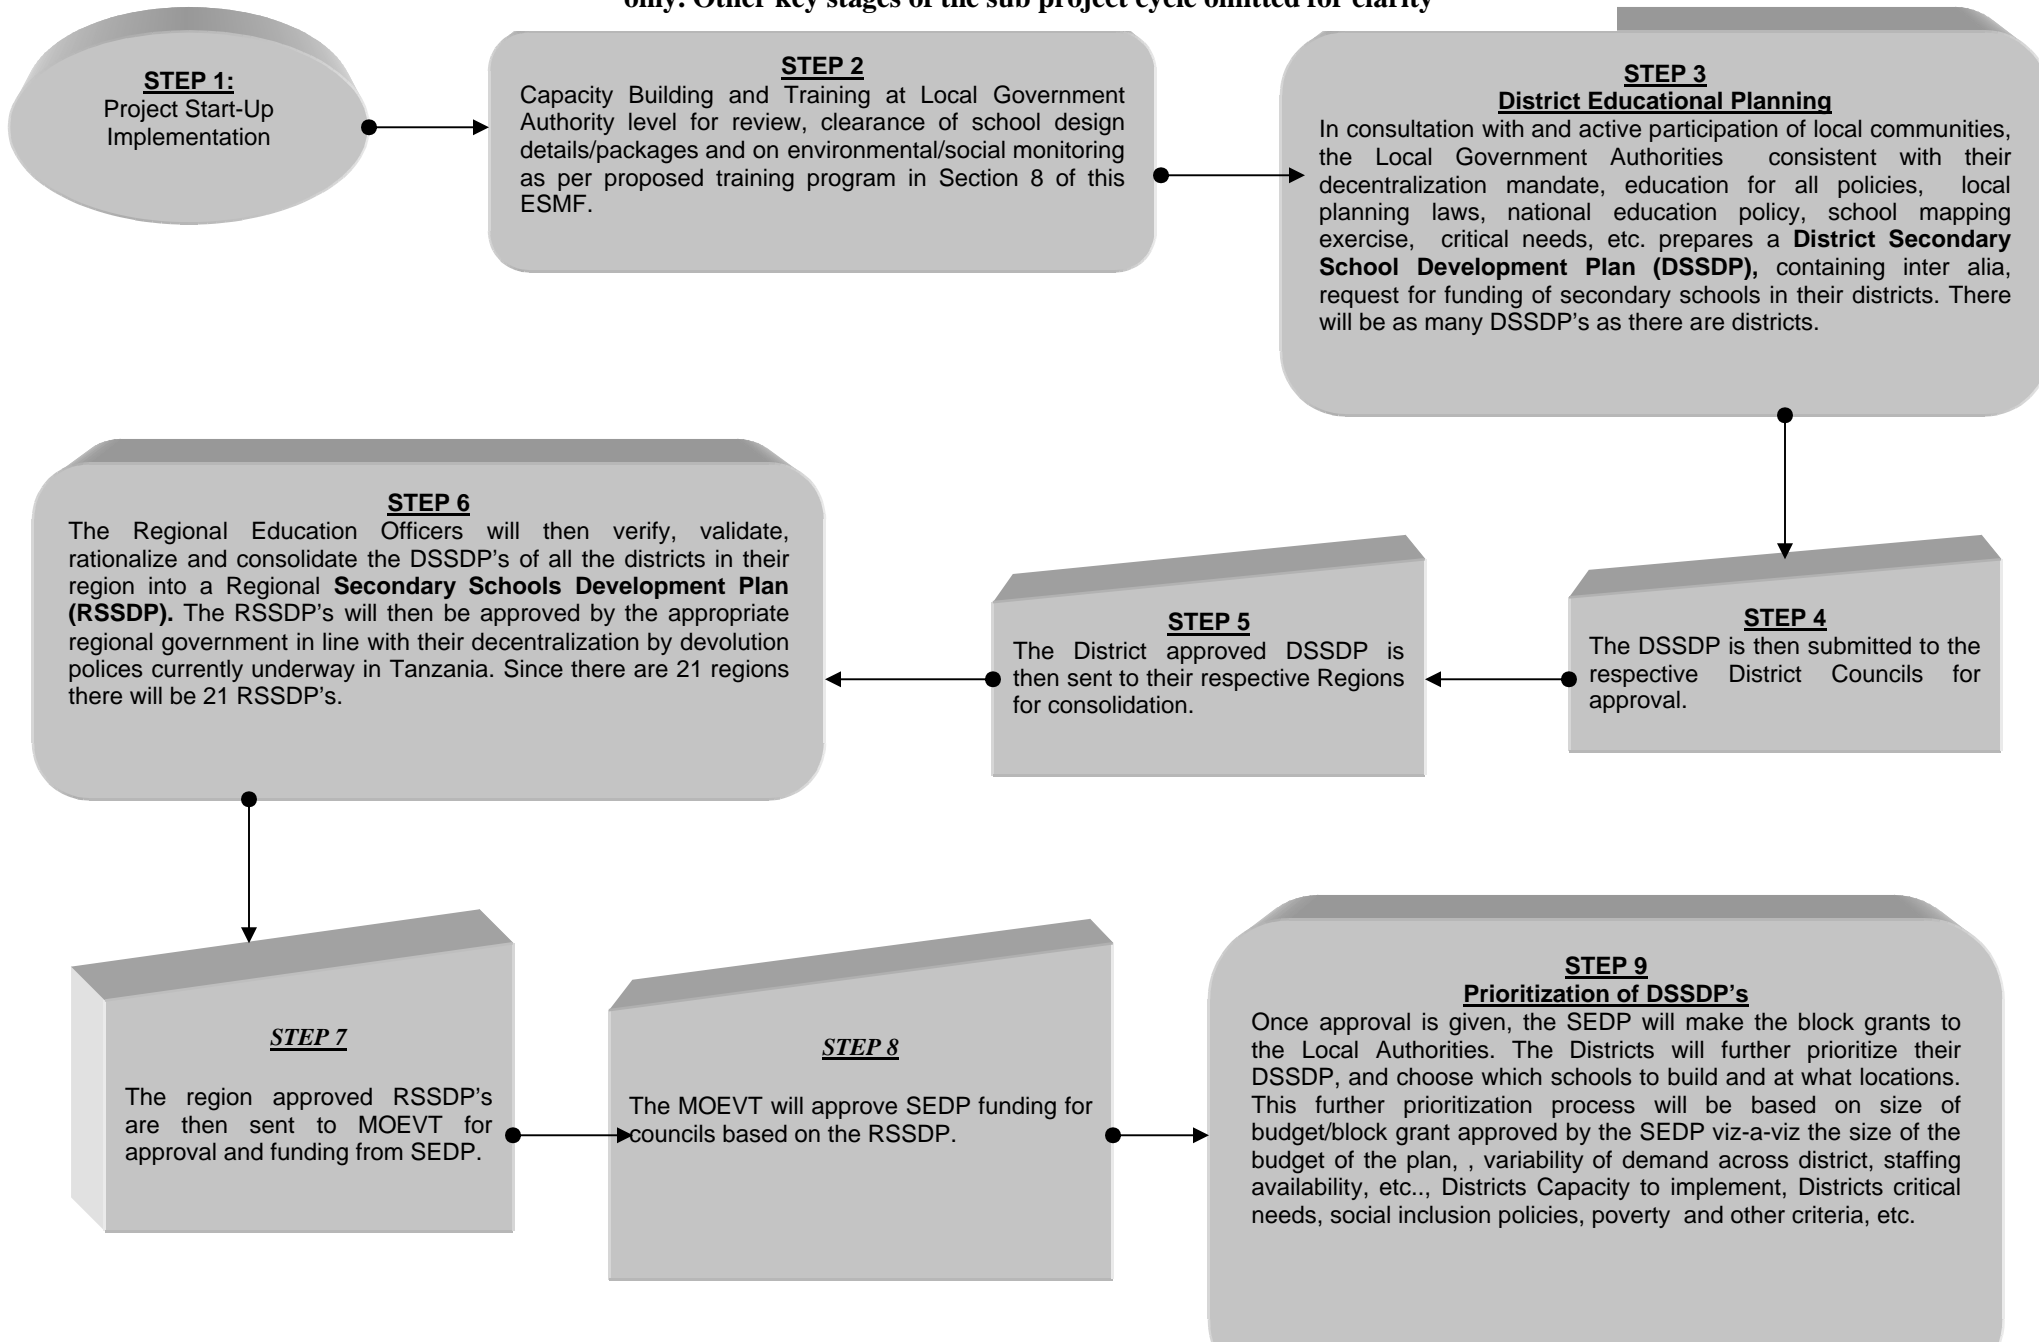 only. Other key stages of the sub project cycle omitted for clarity
STEP 1:
Project Start-Up
Implementation
STEP 2
Capacity Building and Training at Local Government
Authority level for review, clearance of school design
details/packages and on environmental/social monitoring
as per proposed training program in Section 8 of this
ESMF.
STEP 3
District Educational Planning
In consultation with and active participation of local communities,
the Local Government Authorities consistent with their
decentralization mandate, education for all policies, local
planning laws, national education policy, school mapping
exercise, critical needs, etc. prepares a District Secondary
School Development Plan (DSSDP), containing inter alia,
request for funding of secondary schools in their districts. There
will be as many DSSDP’s as there are districts.
STEP 4
The DSSDP is then submitted to the
respective District Councils for
approval.
STEP 5
The District approved DSSDP is
then sent to their respective Regions
for consolidation.
STEP 6
The Regional Education Officers will then verify, validate,
rationalize and consolidate the DSSDP’s of all the districts in their
region into a Regional Secondary Schools Development Plan
(RSSDP). The RSSDP’s will then be approved by the appropriate
regional government in line with their decentralization by devolution
polices currently underway in Tanzania. Since there are 21 regions
there will be 21 RSSDP’s.
STEP 7
The region approved RSSDP’s
are then sent to MOEVT for
approval and funding from SEDP.
STEP 8
The MOEVT will approve SEDP funding for
councils based on the RSSDP.
STEP 9
Prioritization of DSSDP’s
Once approval is given, the SEDP will make the block grants to
the Local Authorities. The Districts will further prioritize their
DSSDP, and choose which schools to build and at what locations.
This further prioritization process will be based on size of
budget/block grant approved by the SEDP viz-a-viz the size of the
budget of the plan, , variability of demand across district, staffing
availability, etc.., Districts Capacity to implement, Districts critical
needs, social inclusion policies, poverty and other criteria, etc.